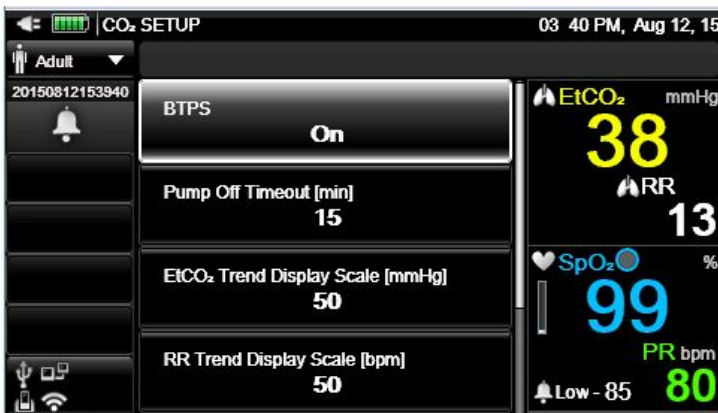 CO₂ SETUP
03 40 PM, Aug 12, 15
Adult
20150812153940
BTPS
On
Pump Off Timeout [min]
15
EtCO₂ Trend Display Scale [mmHg]
50
RR Trend Display Scale [bpm]
50
EtCO₂ mmHg
38
RR
13
SpO₂ %
99
PR bpm
Low - 85 80